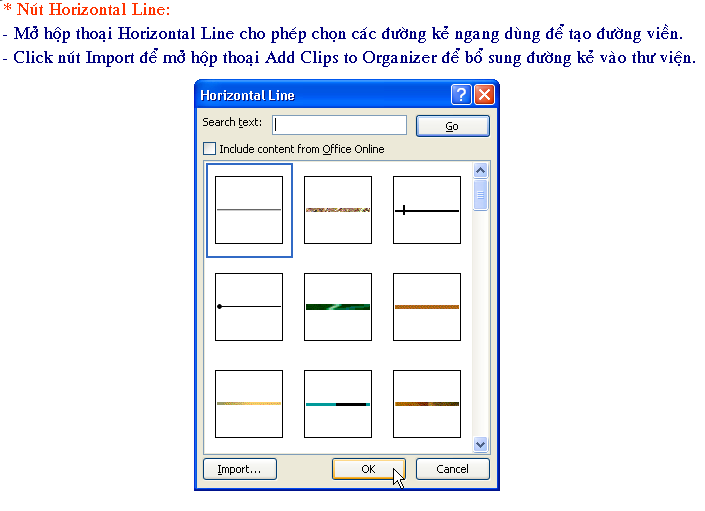 * Nút Horizontal Line:
- Mở hộp thoại Horizontal Line cho phép chọn các đường kẻ ngang dùng để tạo đường viền.
- Click nút Import để mở hộp thoại Add Clips to Organizer để bổ sung đường kẻ vào thư viện.
Horizontal Line
Search text:
Go
Include content from Office Online
Import...
OK
Cancel